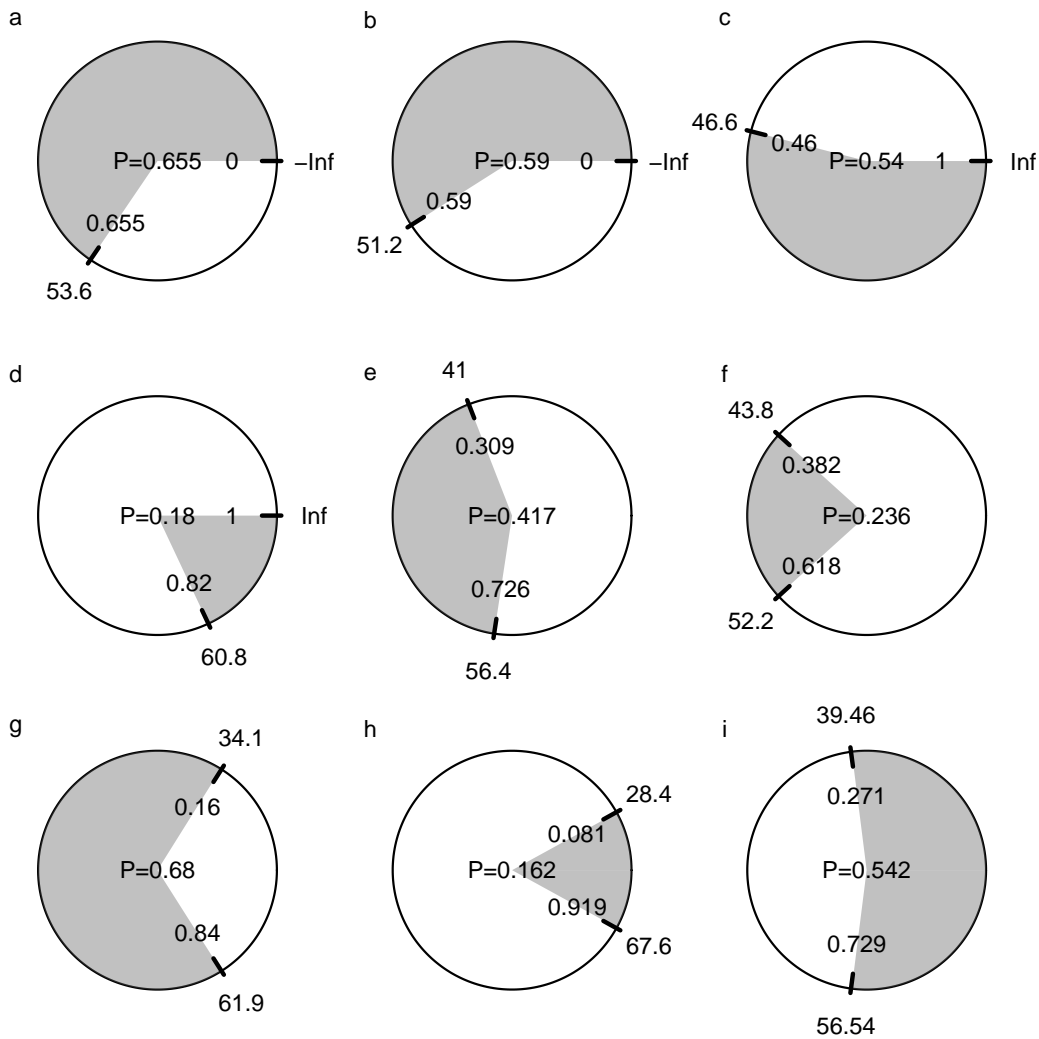 a
P=0.655 0 −Inf
0.655
53.6
b
P=0.59 0 −Inf
0.59
51.2
c
46.6
0.46
P=0.54 1 Inf
d
P=0.18 1 Inf
0.82
60.8
e
41
0.309
P=0.417
0.726
56.4
f
43.8
0.382
P=0.236
0.618
52.2
g
34.1
0.16
P=0.68
0.84
61.9
h
28.4
0.081
P=0.162
0.919
67.6
i
39.46
0.271
P=0.542
0.729
56.54